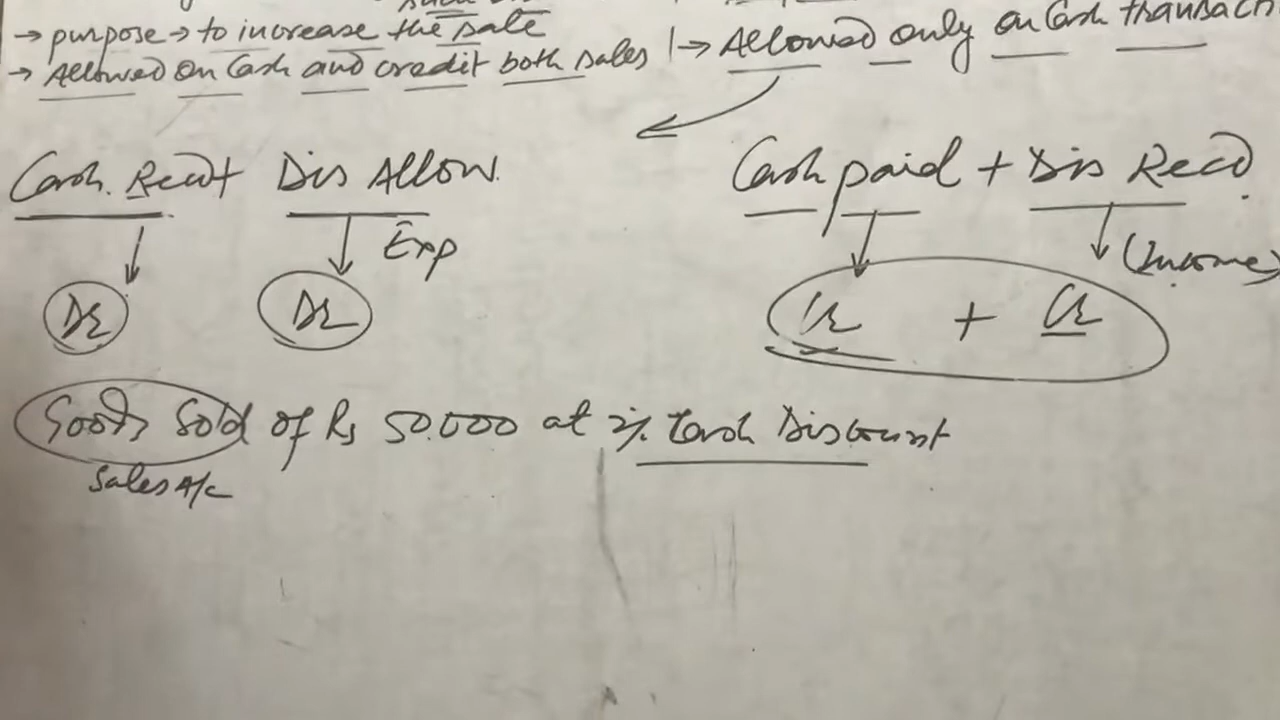 → purpose → to increase the sale
→ Allowed on Cash and credit both sales | → Allowed only on Cash
Cash Recd + Dis Allow.
Cash paid + Dis Recd.
Exp
(Income)
Dr Dr
Cr + Cr
Goods Sold of Rs 50.000 at 2% Cash Discount
Sales A/c